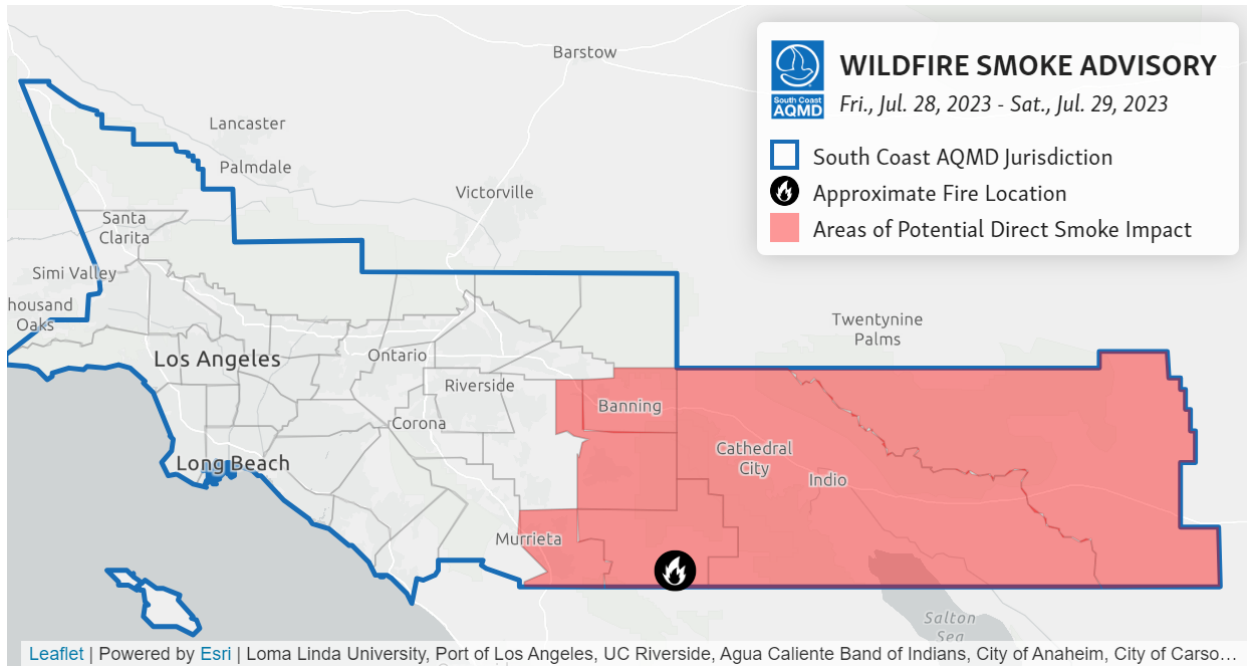 Barstow
WILDFIRE SMOKE ADVISORY
South Coast
AQMD
Fri., Jul. 28, 2023 - Sat., Jul. 29, 2023
Lancaster
South Coast AQMD Jurisdiction
Palmdale
Victorville
Approximate Fire Location
Santa
Clarita
Areas of Potential Direct Smoke Impact
Simi Valley
housand
Oaks
Twentynine
Palms
Los Angeles
Ontario
Riverside
Banning
Corona
Cathedral
City
Long Beach
Indio
Murrieta
Salton
Sea
Leaflet | Powered by Esri | Loma Linda University, Port of Los Angeles, UC Riverside, Agua Caliente Band of Indians, City of Anaheim, City of Carso…